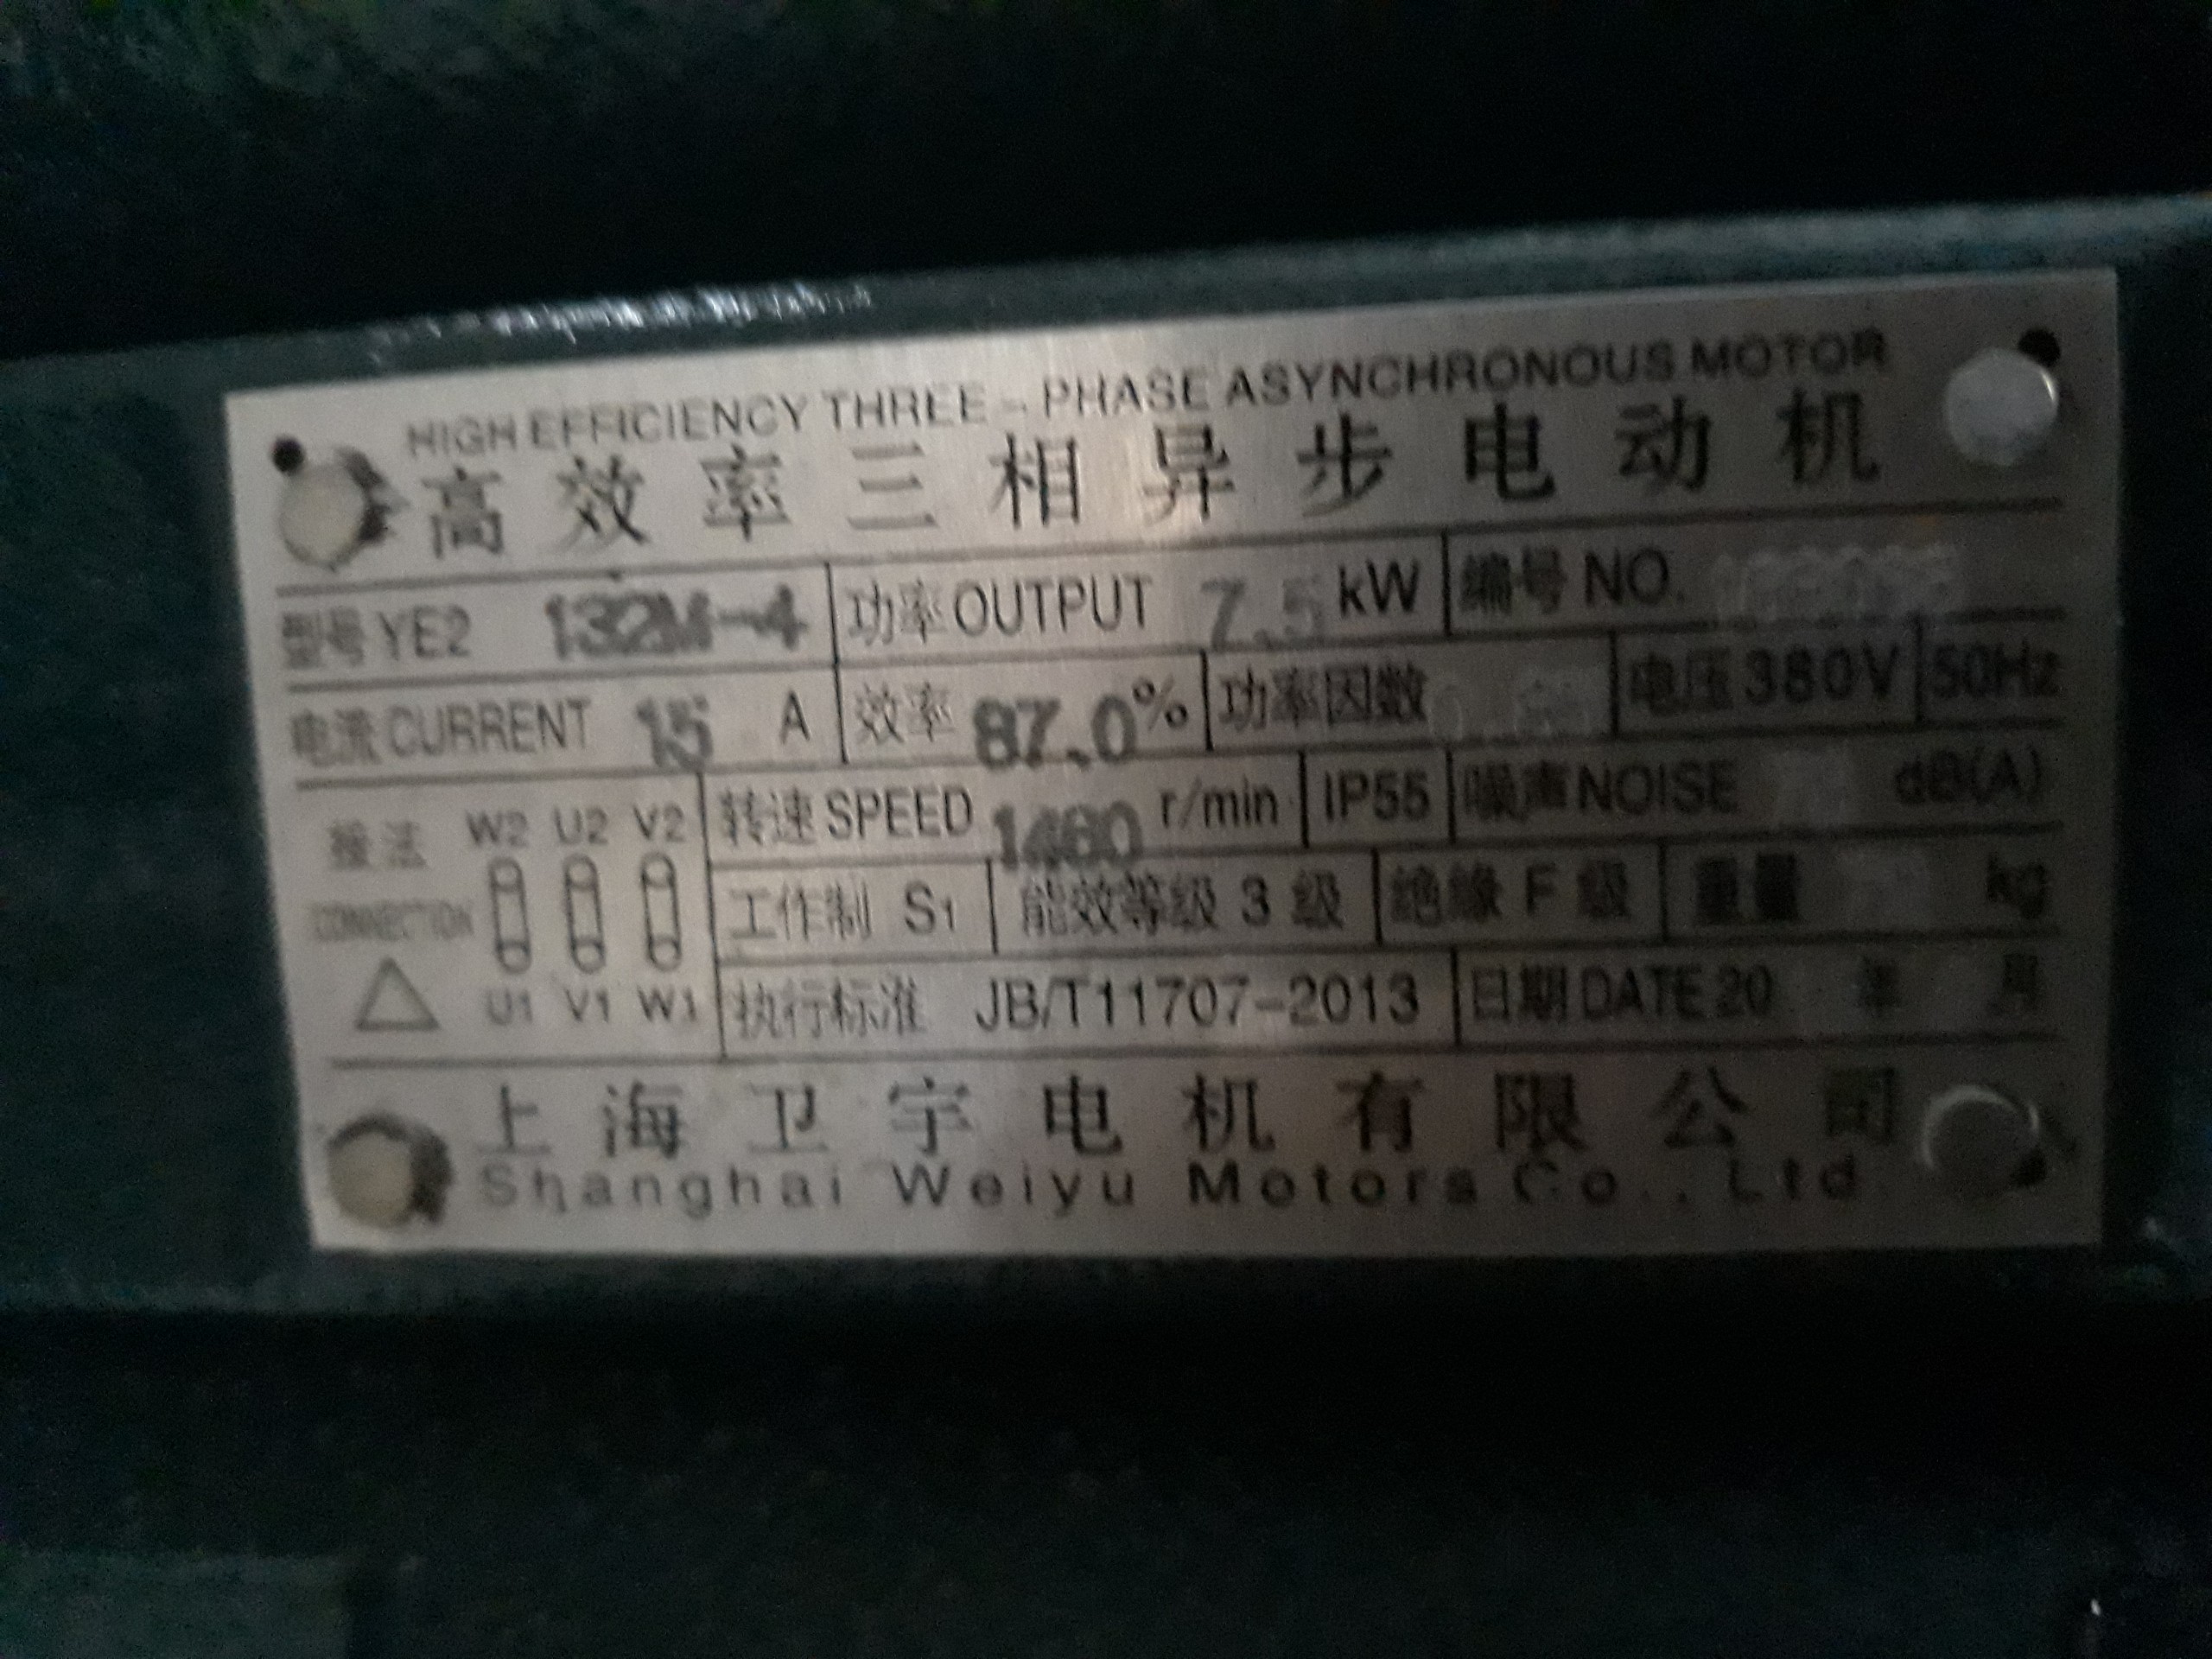 HIGH EFFICIENCY THREE - PHASE ASYNCHRONOUS MOTOR
高效率三相异步电动机
型号 YE2 132M-4 功率 OUTPUT 7.5 kW 编号 NO.
电流 CURRENT 15 A 效率 87.0% 功率因数 电压 380V 50Hz
接法 W2 U2 V2 转速 SPEED 1460 r/min IP55 噪声 NOISE dB(A)
CONNECTION 工作制 S1 能效等级 3 级 绝缘 F 级 重量 kg
△ U1 V1 W1 执行标准 JB/T11707-2013 日期 DATE 20 年 月
上海卫宇电机有限公司
Shanghai Weiyu Motors Co., Ltd